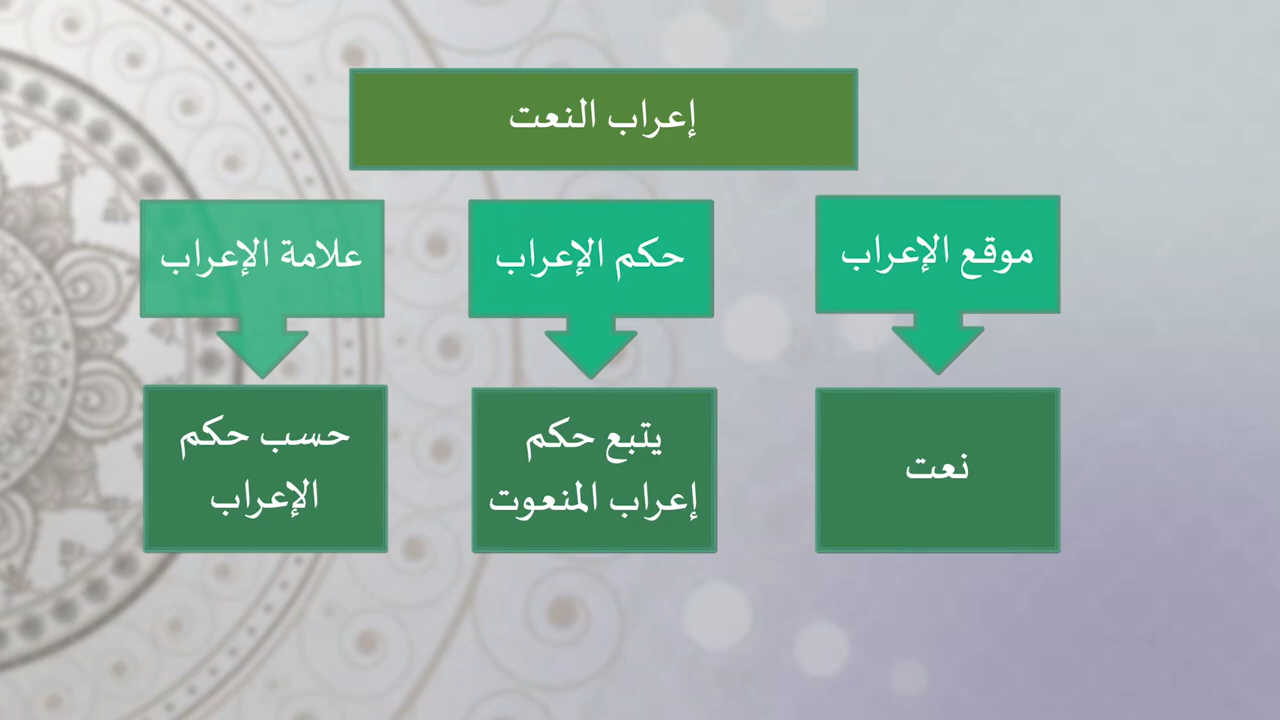 إعراب النعت
موقع الإعراب
حكم الإعراب
علامة الإعراب
نعت
يتبع حكم
إعراب المنعوت
حسب حكم
الإعراب